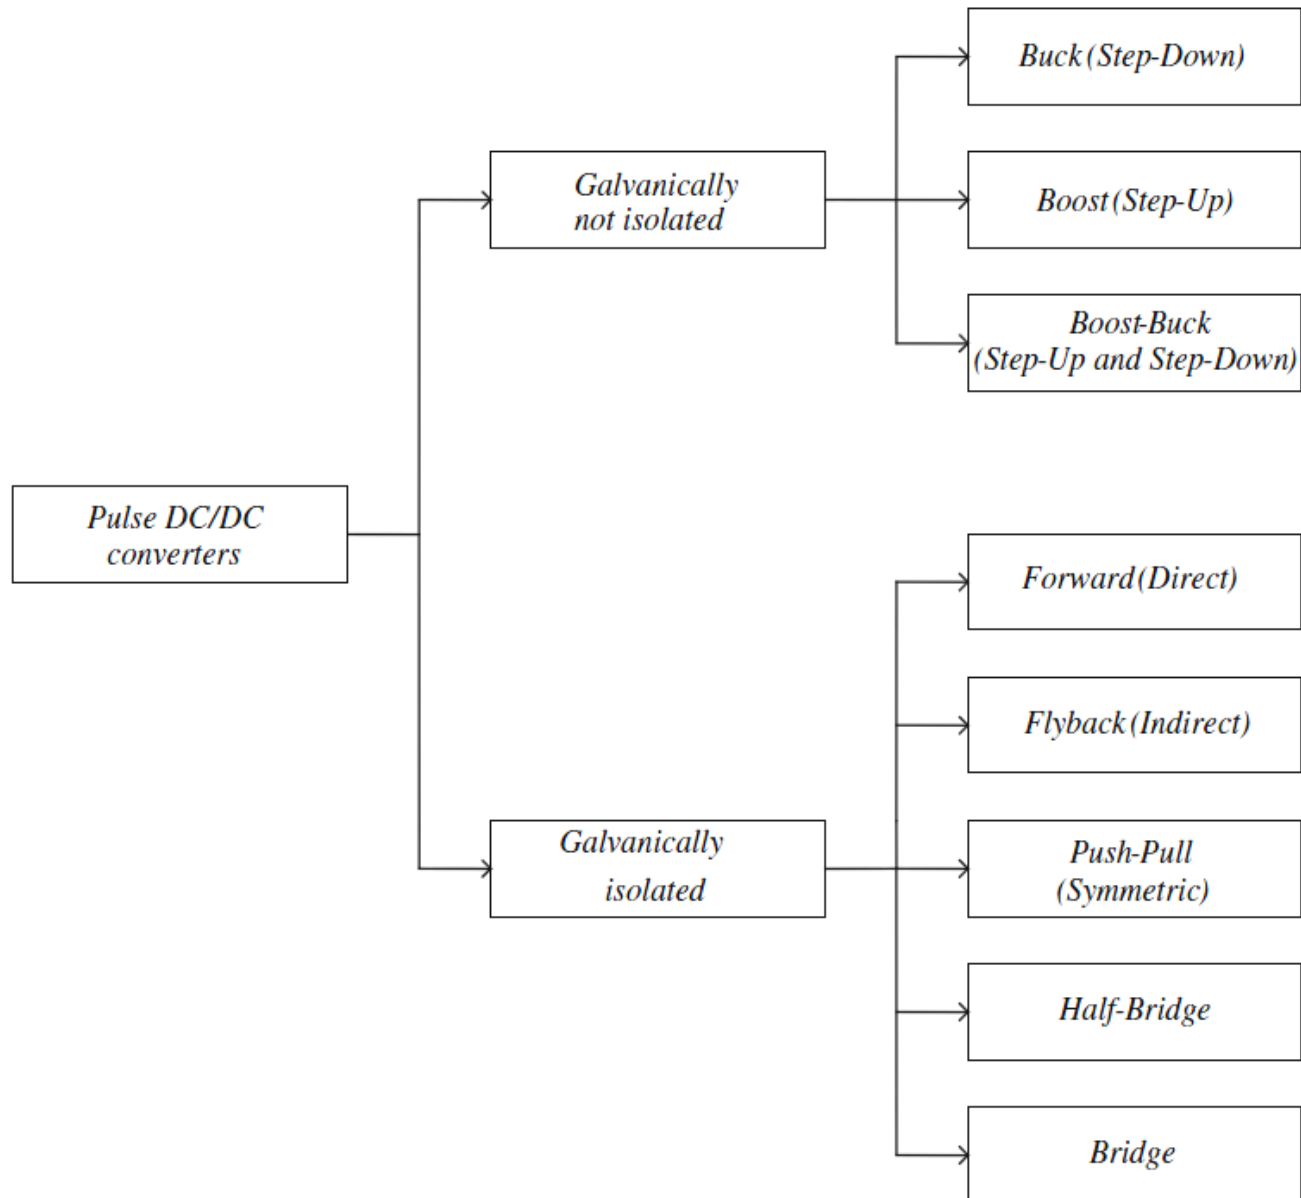 Buck (Step-Down)
Galvanically
not isolated
Boost (Step-Up)
Boost-Buck
(Step-Up and Step-Down)
Pulse DC/DC
converters
Forward (Direct)
Flyback (Indirect)
Galvanically
isolated
Push-Pull
(Symmetric)
Half-Bridge
Bridge